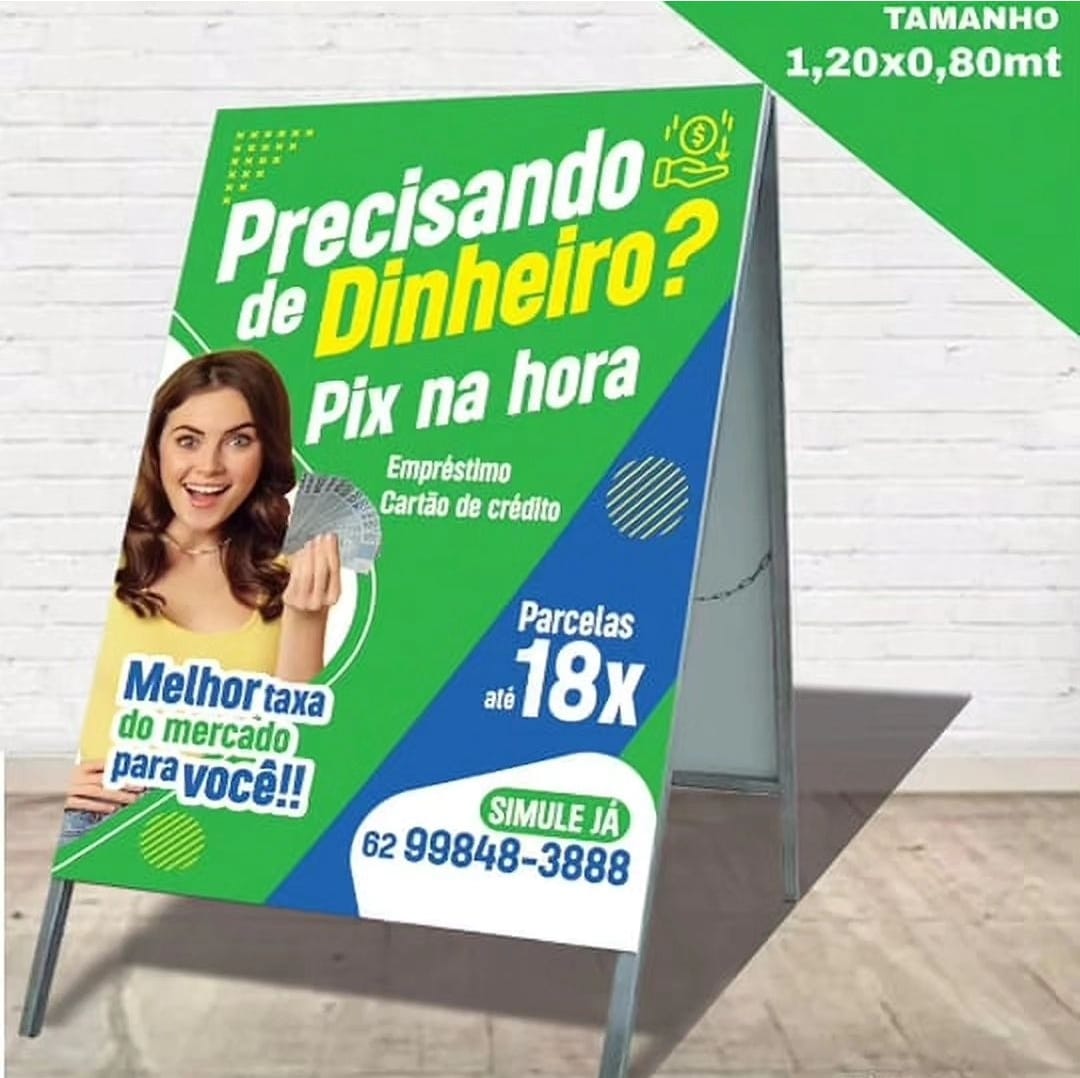 TAMANHO
1,20x0,80mt
Precisando
de Dinheiro?
Pix na hora
Empréstimo
Cartão de crédito
Parcelas
até 18x
Melhor taxa
do mercado
para você!!
SIMULE JÁ
62 99848-3888